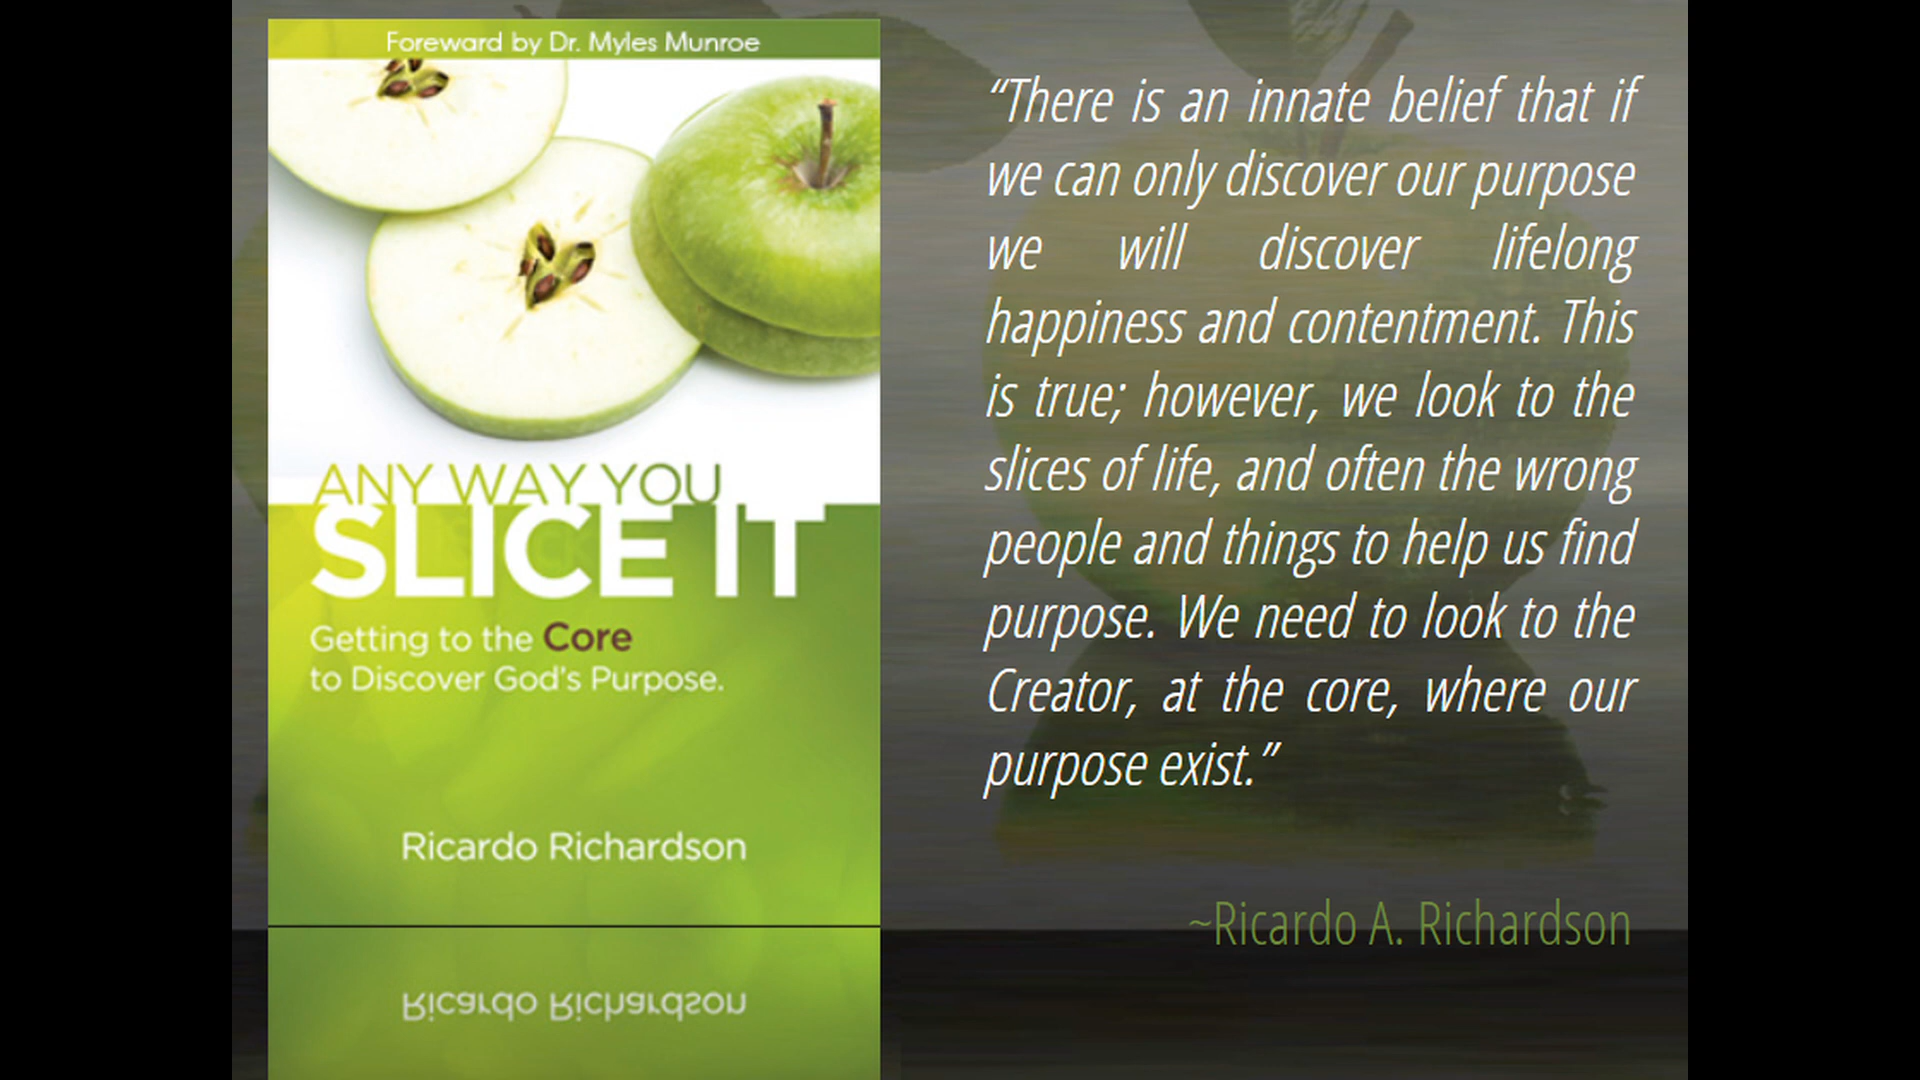 Foreward by Dr. Myles Munroe
ANY WAY YOU
SLICE IT
Getting to the Core
to Discover God's Purpose.
Ricardo Richardson
Ricardo Richardson
“There is an innate belief that if
we can only discover our purpose
we will discover lifelong
happiness and contentment. This
is true; however, we look to the
slices of life, and often the wrong
people and things to help us find
purpose. We need to look to the
Creator, at the core, where our
purpose exist.”
~Ricardo A. Richardson